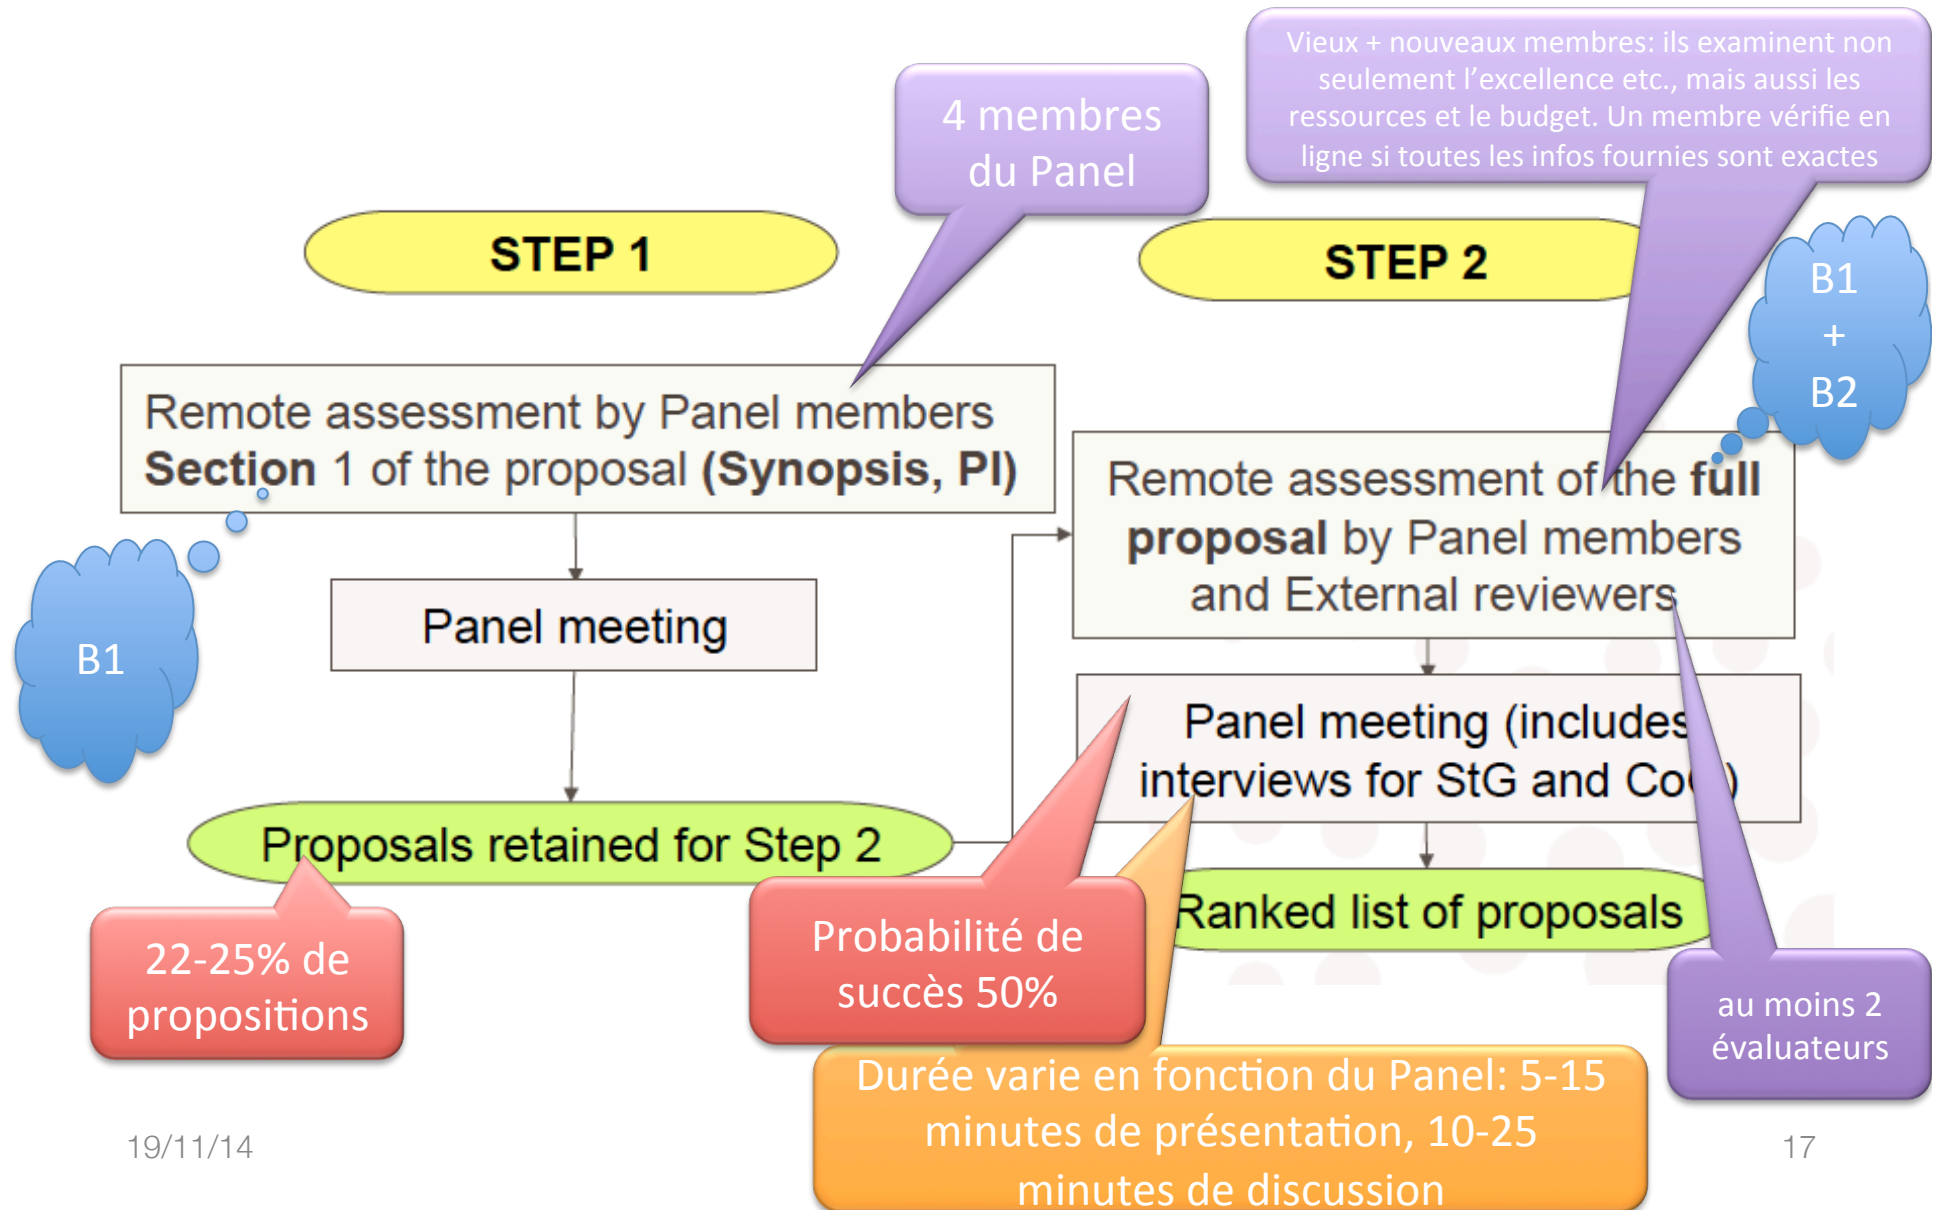 Vieux + nouveaux membres: ils examinent non
seulement l'excellence etc., mais aussi les
ressources et le budget. Un membre vérifie en
ligne si toutes les infos fournies sont exactes
4 membres
du Panel
STEP 1
STEP 2
B1
+
B2
Remote assessment by Panel members
Section 1 of the proposal (Synopsis, PI)
Remote assessment of the full
proposal by Panel members
and External reviewers
B1
Panel meeting
Panel meeting (includes
interviews for StG and CoG)
Proposals retained for Step 2
Ranked list of proposals
22-25% de
propositions
Probabilité de
succès 50%
au moins 2
évaluateurs
Durée varie en fonction du Panel: 5-15
minutes de présentation, 10-25
minutes de discussion
19/11/14
17